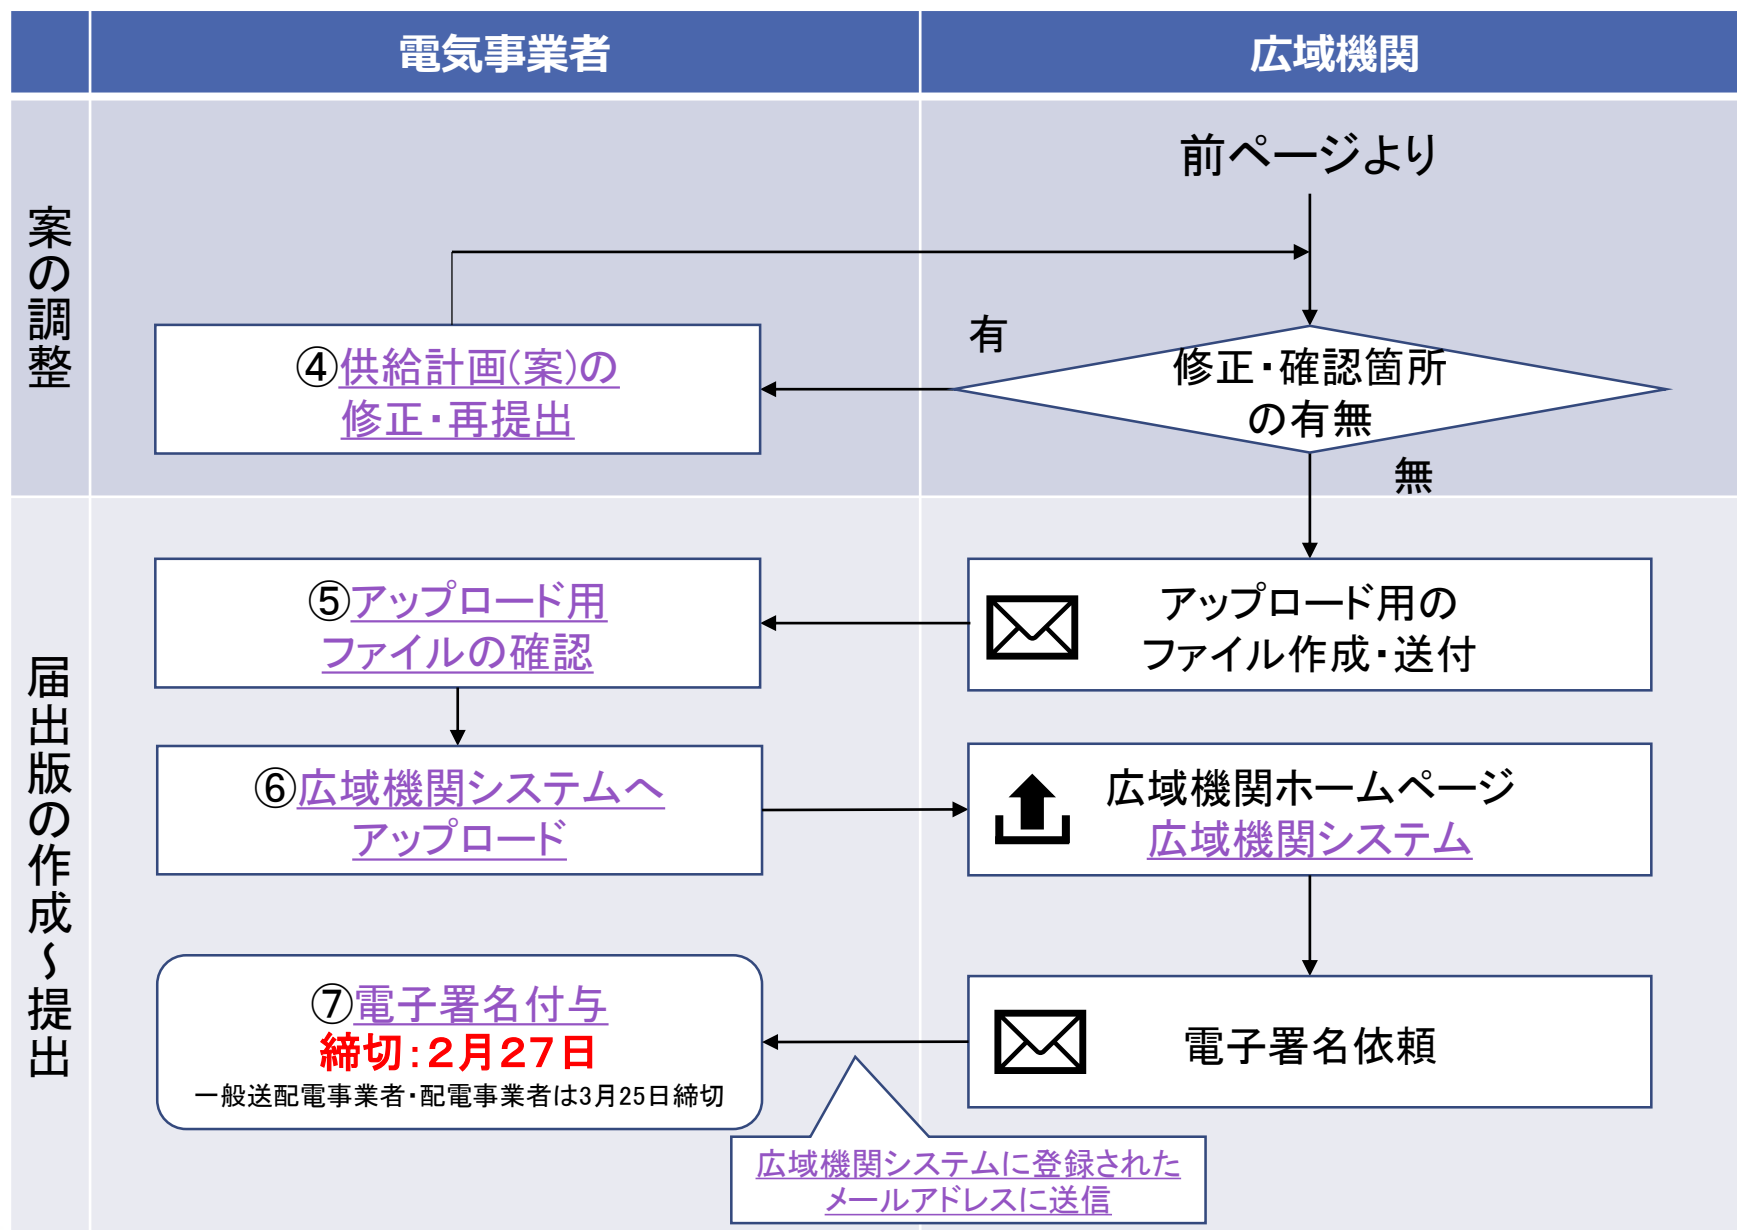 電気事業者
広域機関
案の調整
前ページより
有
修正・確認箇所
の有無
無
④供給計画(案)の
修正・再提出
届出版の作成～提出
アップロード用の
ファイル作成・送付
⑤アップロード用
ファイルの確認
⑥広域機関システムへ
アップロード
広域機関ホームページ
広域機関システム
電子署名依頼
⑦電子署名付与
締切：２月２７日
一般送配電事業者・配電事業者は3月25日締切
広域機関システムに登録された
メールアドレスに送信